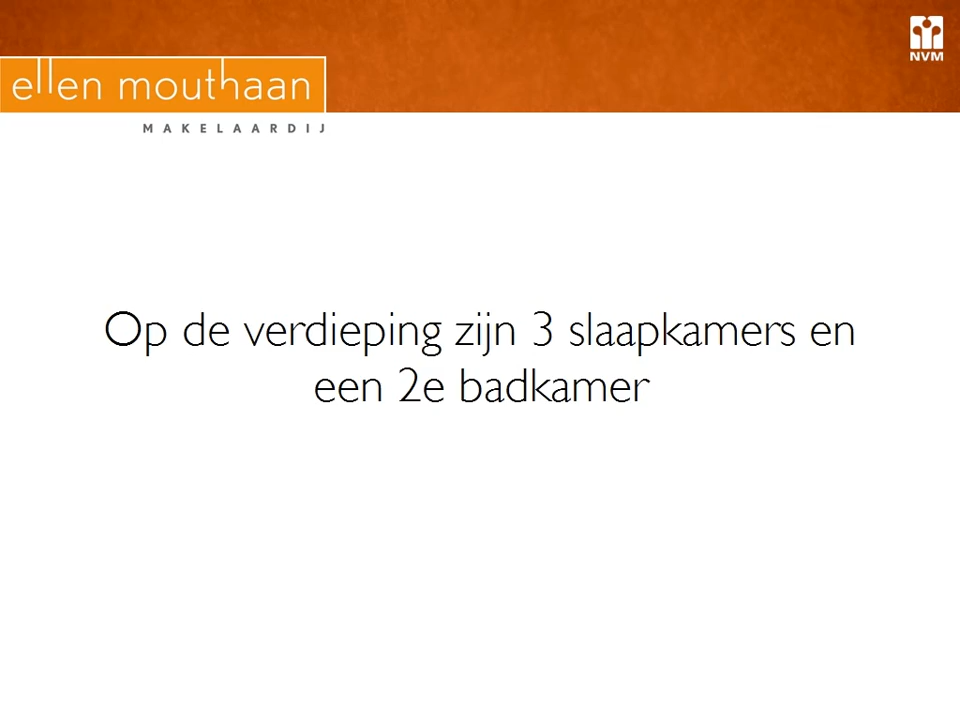 NVM
ellen mouthaan
MAKELAARDIJ
Op de verdieping zijn 3 slaapkamers en
een 2e badkamer